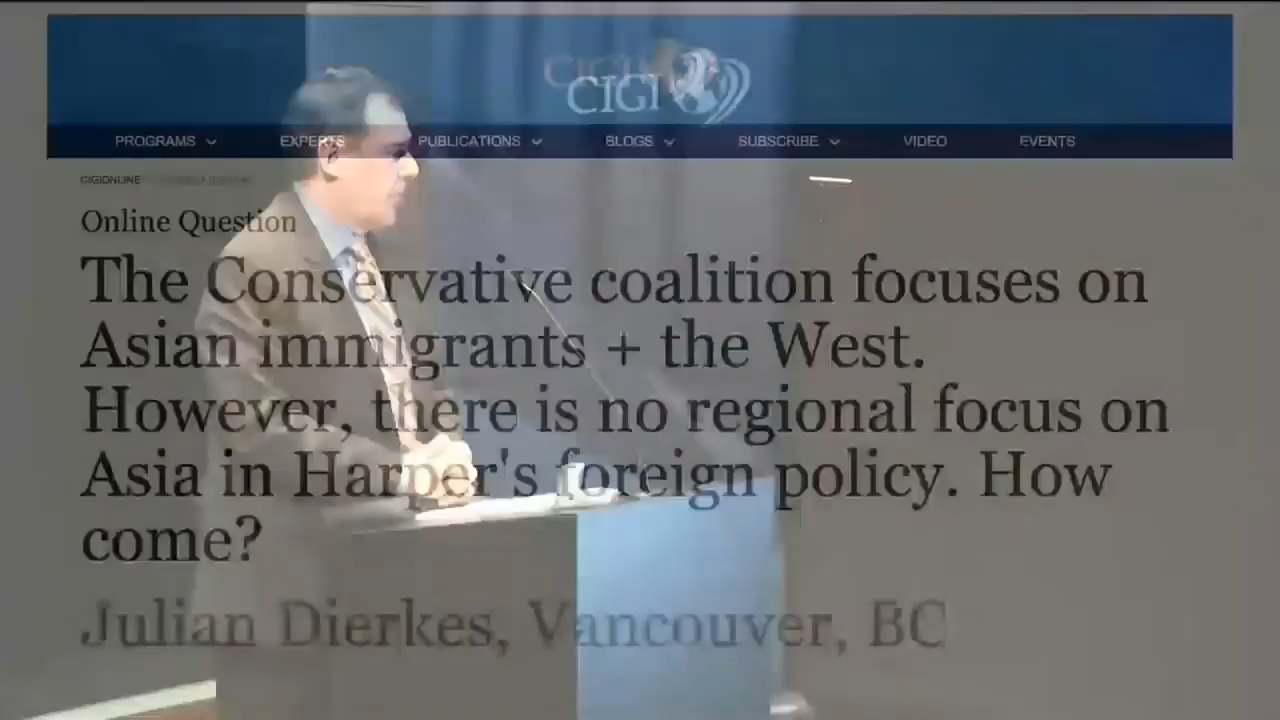 CIGI
PROGRAMS EXPERTS PUBLICATIONS BLOGS SUBSCRIBE VIDEO EVENTS
CIGIONLINE
Online Question
The Conservative coalition focuses on
Asian immigrants + the West.
However, there is no regional focus on
Asia in Harper's foreign policy. How
come?
Julian Dierkes, Vancouver, BC